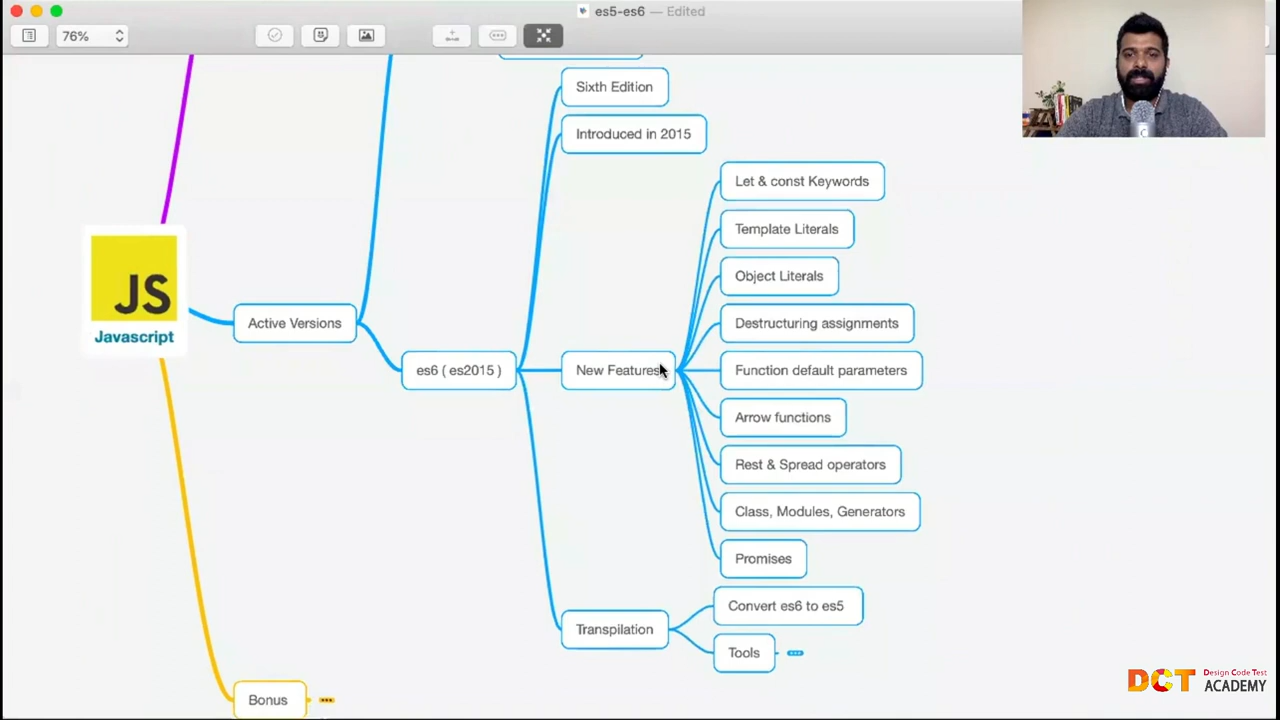 es5-es6 — Edited
76%
Sixth Edition
Introduced in 2015
Let & const Keywords
Template Literals
Object Literals
JS
Javascript
Active Versions
Destructuring assignments
es6 ( es2015 )
New Features
Function default parameters
Arrow functions
Rest & Spread operators
Class, Modules, Generators
Promises
Transpilation
Convert es6 to es5
Tools
Bonus
DCT Design Code Test
ACADEMY